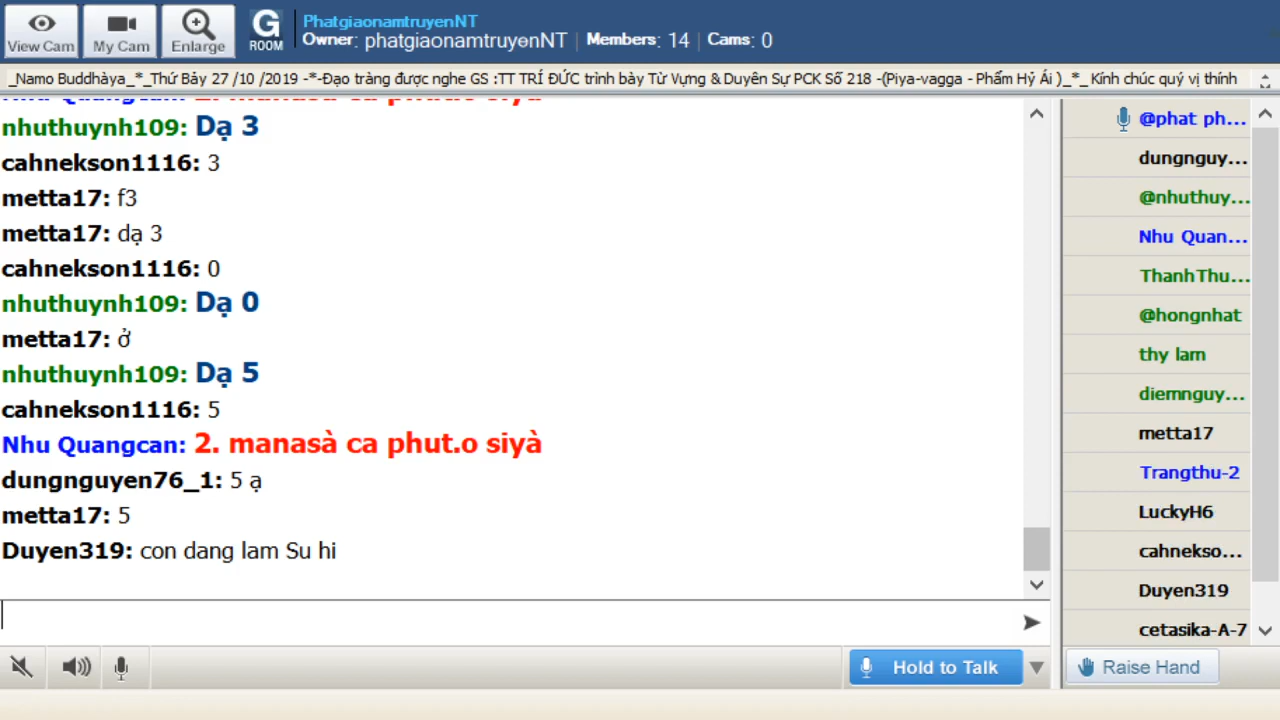 View Cam
My Cam
Enlarge
G
ROOM
PhatgiaonamtruyenNT
Owner: phatgiaonamtruyenNT | Members: 14 | Cams: 0
_Namo Buddhàya_*_Thứ Bảy 27 /10 /2019 -*-Đạo tràng được nghe GS :TT TRÍ ĐỨC trình bày Từ Vựng & Duyên Sự PCK Số 218 -(Piya-vagga - Phẩm Hỷ Ái )_*_ Kính chúc quý vị thính
nhuthuynh109: Dạ 3
cahnekson1116: 3
metta17: f3
metta17: dạ 3
cahnekson1116: 0
nhuthuynh109: Dạ 0
metta17: ở
nhuthuynh109: Dạ 5
cahnekson1116: 5
Nhu Quangcan: 2. manasà ca phut.o siyà
dungnguyen76_1: 5 ạ
metta17: 5
Duyen319: con dang lam Su hi
@phat ph...
dungnguy...
@nhuthuy...
Nhu Quan...
ThanhThu...
@hongnhat
thy lam
diemnguy...
metta17
Trangthu-2
LuckyH6
cahnekso...
Duyen319
cetasika-A-7
Hold to Talk
Raise Hand